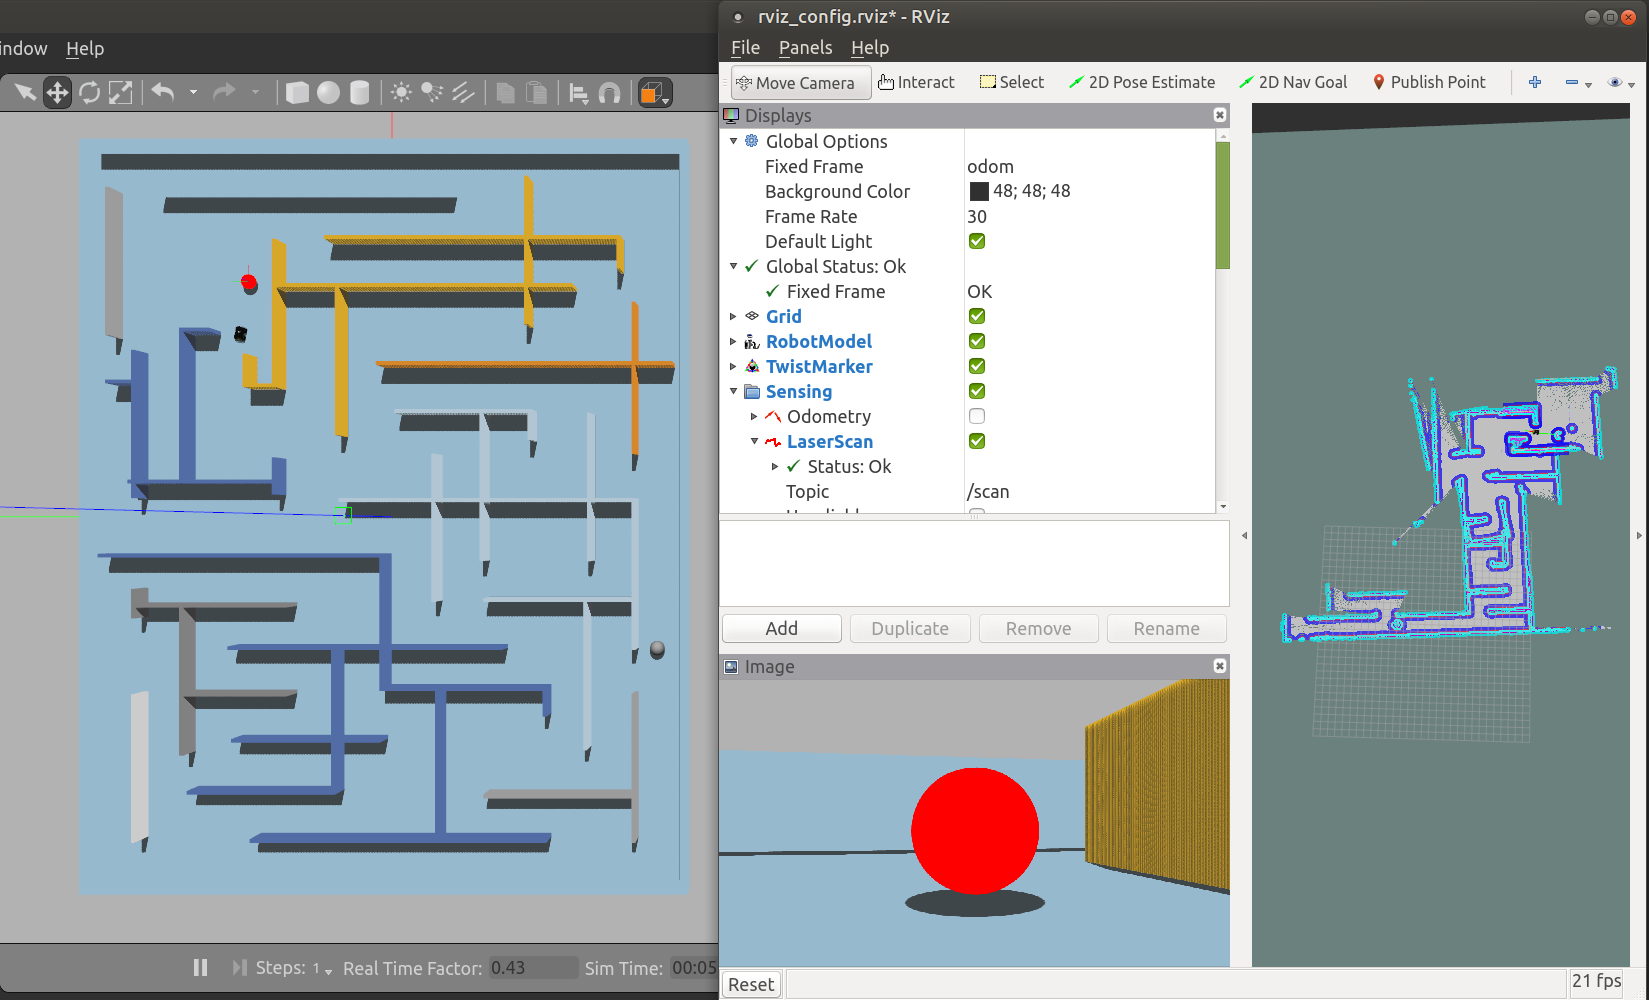 indow Help
Steps: 1
Real Time Factor: 0.43
Sim Time: 00:05
rviz_config.rviz* - RViz
File Panels Help
Move Camera Interact Select 2D Pose Estimate 2D Nav Goal Publish Point
Displays
Global Options
Fixed Frame odom
Background Color 48; 48; 48
Frame Rate 30
Default Light
Global Status: Ok
Fixed Frame OK
Grid
RobotModel
TwistMarker
Sensing
Odometry
LaserScan
Status: Ok
Topic /scan
Add Duplicate Remove Rename
Image
Reset
21 fps